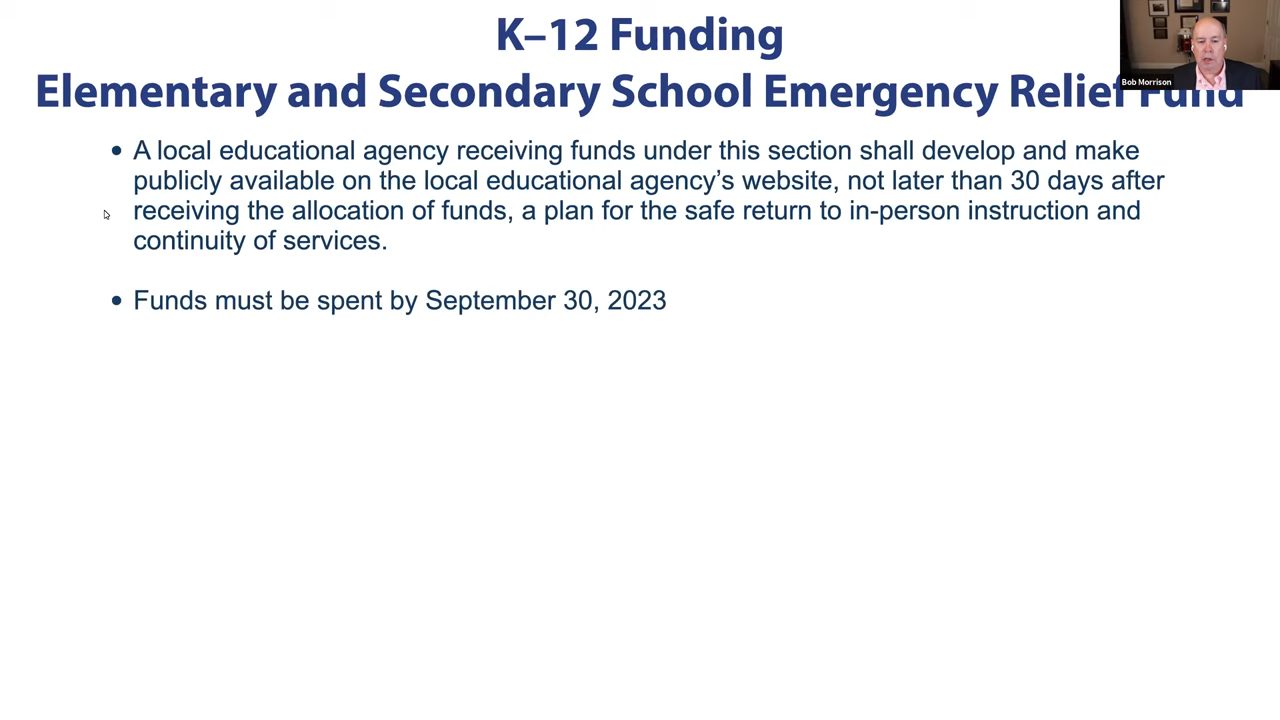 K–12 Funding
Elementary and Secondary School Emergency Relief Fund
Bob Morrison
• A local educational agency receiving funds under this section shall develop and make
publicly available on the local educational agency’s website, not later than 30 days after
receiving the allocation of funds, a plan for the safe return to in-person instruction and
continuity of services.
• Funds must be spent by September 30, 2023